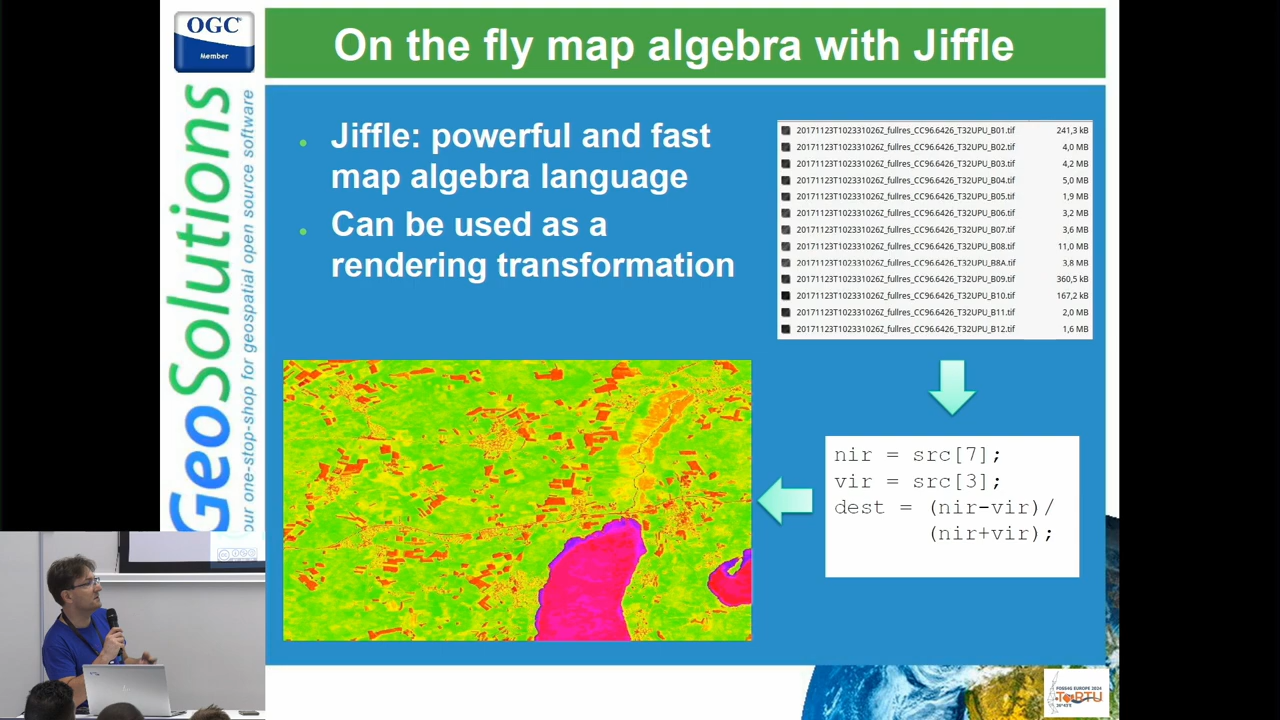 OGC
Member
GeoSolutions
your one-stop-shop for geospatial open source software
On the fly map algebra with Jiffle
Jiffle: powerful and fast
map algebra language
Can be used as a
rendering transformation
20171123T102331026Z_fullres_CC96.6426_T32UPU_B01.tif 241,3 kB
20171123T102331026Z_fullres_CC96.6426_T32UPU_B02.tif 4,0 MB
20171123T102331026Z_fullres_CC96.6426_T32UPU_B03.tif 4,2 MB
20171123T102331026Z_fullres_CC96.6426_T32UPU_B04.tif 5,0 MB
20171123T102331026Z_fullres_CC96.6426_T32UPU_B05.tif 1,9 MB
20171123T102331026Z_fullres_CC96.6426_T32UPU_B06.tif 3,2 MB
20171123T102331026Z_fullres_CC96.6426_T32UPU_B07.tif 3,6 MB
20171123T102331026Z_fullres_CC96.6426_T32UPU_B08.tif 11,0 MB
20171123T102331026Z_fullres_CC96.6426_T32UPU_B8A.tif 3,8 MB
20171123T102331026Z_fullres_CC96.6426_T32UPU_B09.tif 360,5 kB
20171123T102331026Z_fullres_CC96.6426_T32UPU_B10.tif 167,2 kB
20171123T102331026Z_fullres_CC96.6426_T32UPU_B11.tif 2,0 MB
20171123T102331026Z_fullres_CC96.6426_T32UPU_B12.tif 1,6 MB
nir = src[7];
vir = src[3];
dest = (nir-vir)/
(nir+vir);
FOSS4G EUROPE 2024
TARTU